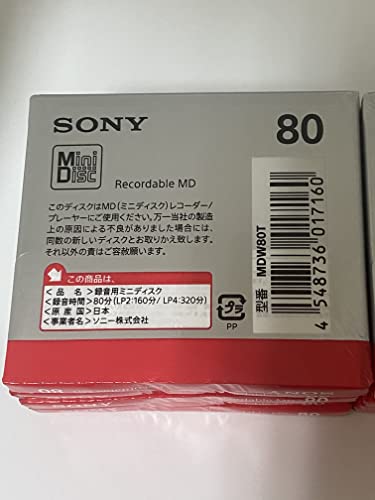 SONY
80
Mini
Disc
Recordable MD
このディスクはMD(ミニディスク)レコーダー/
プレーヤーにご使用ください。万一当社の製造
上の原因による不良がありました場合には、
同数の新しいディスクとお取りかえ致します。
それ以外の責はご容赦願います。
この商品は、
< 品 名 > 録音用ミニディスク
< 録音時間 > 80分(LP2:160分/ LP4:320分)
< 原 産 国 > 日本
< 事業者名 > ソニー株式会社
PP
型番 MDW80T
4 548736 017160
80
SONY
80
SONY
80